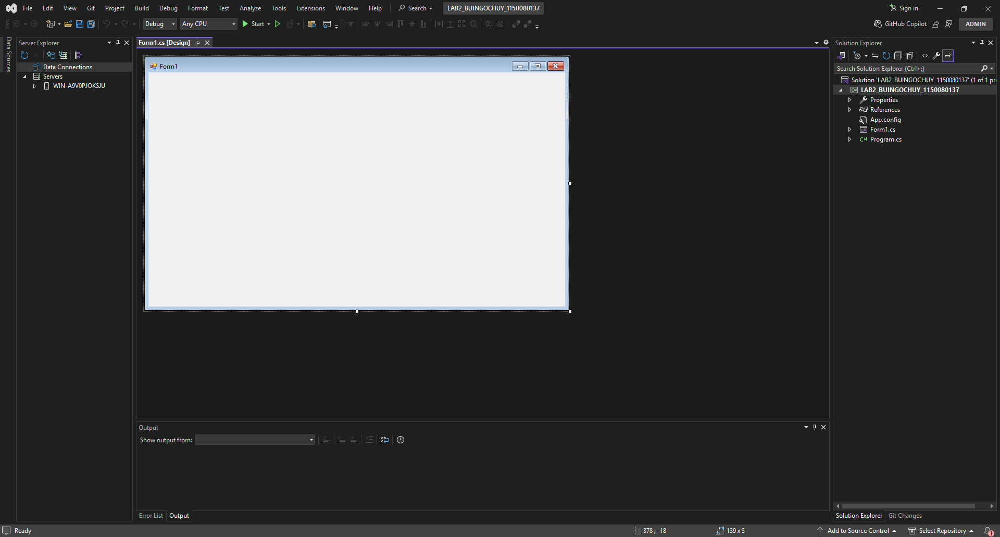 File Edit View Git Project Build Debug Format Test Analyze Tools Extensions Window Help Search LAB2_BUINGOCHUY_1150080137 Sign in
Debug Any CPU Start GitHub Copilot ADMIN
Data Sources
Server Explorer
Data Connections
Servers
WIN-A9V0PJOKSJU
Form1.cs [Design]
Form1
Output
Show output from:
Error List Output
Solution Explorer
Search Solution Explorer (Ctrl+;)
Solution 'LAB2_BUINGOCHUY_1150080137' (1 of 1 pr
LAB2_BUINGOCHUY_1150080137
Properties
References
App.config
Form1.cs
C# Program.cs
Solution Explorer Git Changes
Ready 378 , -18 139 x 3 Add to Source Control Select Repository 1